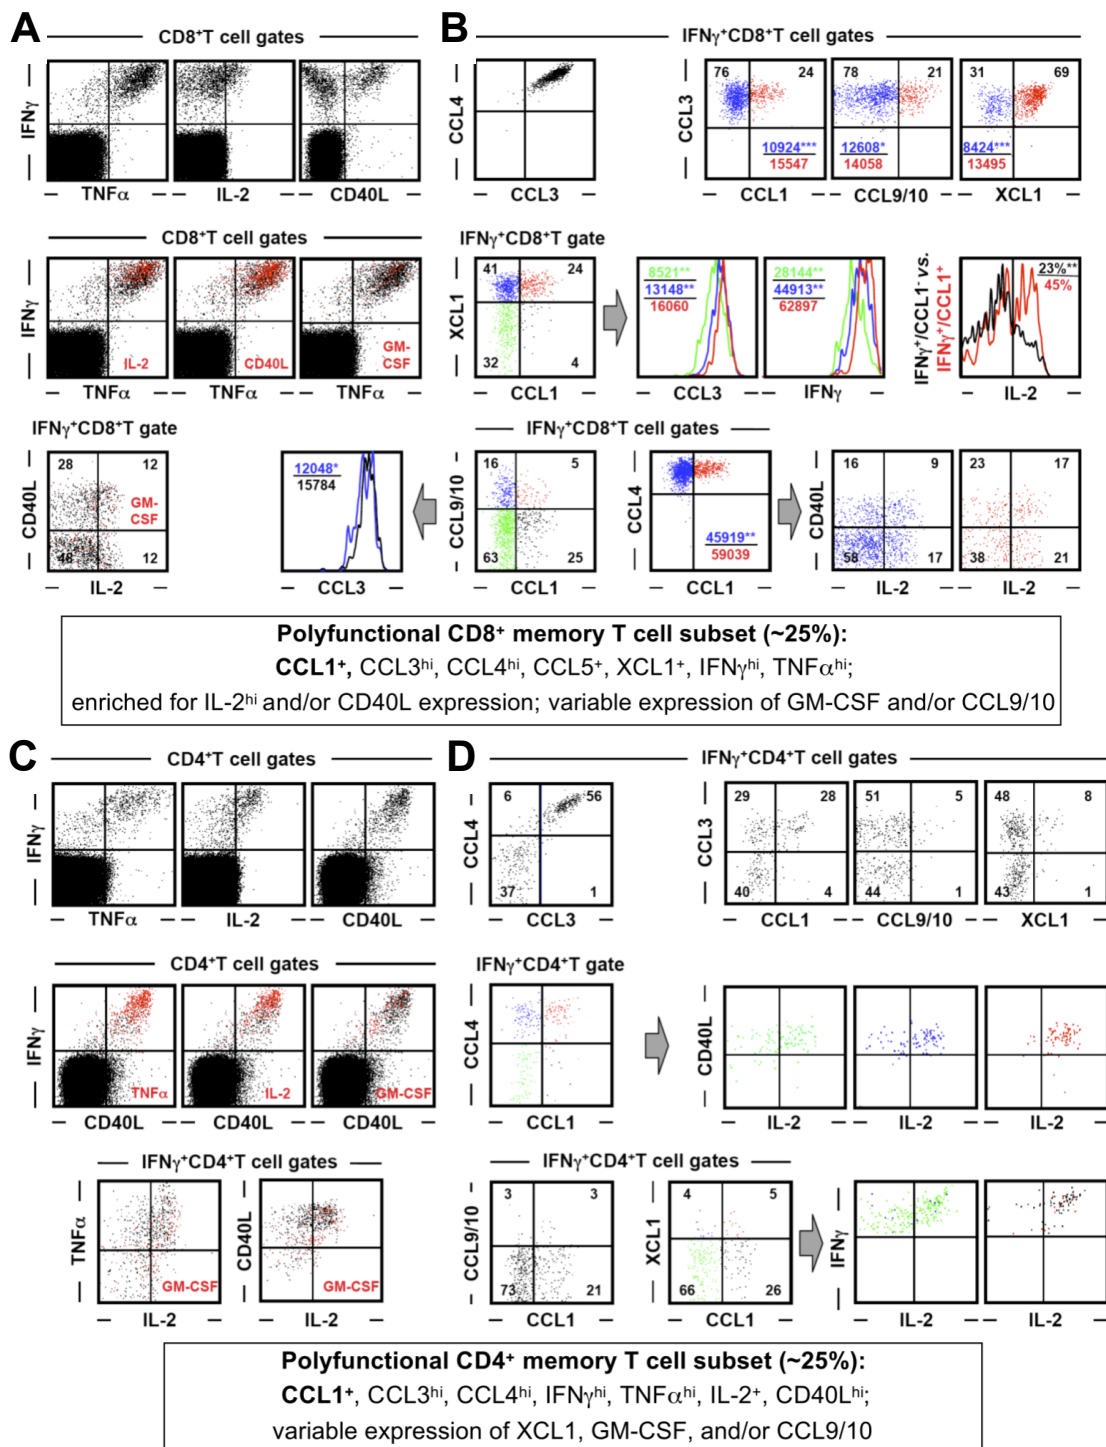 A
B
CD8+T cell gates
IFNγ+CD8+T cell gates
IFNγ
TNFα
IL-2
CD40L
CCL4
CCL3
CCL3
76 24
10924***
15547
CCL1
78 21
12608*
14058
CCL9/10
31 69
8424***
13495
XCL1
CD8+T cell gates
IFNγ+CD8+T gate
IFNγ
IL-2
TNFα
CD40L
TNFα
GM-
CSF
TNFα
XCL1
41 24
32 4
CCL1
8521**
13148**
16060
CCL3
28144**
44913**
62897
IFNγ
IFNγ+/CCL1- vs.
IFNγ+/CCL1+
23%**
45%
IL-2
IFNγ+CD8+T gate
IFNγ+CD8+T cell gates
CD40L
28 12
GM-
CSF
48 12
IL-2
12048*
15784
CCL3
CCL9/10
16 5
63 25
CCL1
CCL4
45919**
59039
CCL1
CD40L
16 9
58 17
IL-2
23 17
38 21
IL-2
Polyfunctional CD8+ memory T cell subset (~25%):
CCL1+, CCL3hi, CCL4hi, CCL5+, XCL1+, IFNγhi, TNFαhi;
enriched for IL-2hi and/or CD40L expression; variable expression of GM-CSF and/or CCL9/10
C
D
CD4+T cell gates
IFNγ+CD4+T cell gates
IFNγ
TNFα
IL-2
CD40L
CCL4
6 56
37 1
CCL3
CCL3
29 28
40 4
CCL1
51 5
44 1
CCL9/10
48 8
43 1
XCL1
CD4+T cell gates
IFNγ+CD4+T gate
IFNγ
TNFα
CD40L
IL-2
CD40L
GM-CSF
CD40L
CCL4
CCL1
CD40L
IL-2
IL-2
IL-2
IFNγ+CD4+T cell gates
IFNγ+CD4+T cell gates
TNFα
GM-CSF
IL-2
CD40L
GM-CSF
IL-2
CCL9/10
3 3
73 21
CCL1
XCL1
4 5
66 26
CCL1
IFNγ
IL-2
IL-2
Polyfunctional CD4+ memory T cell subset (~25%):
CCL1+, CCL3hi, CCL4hi, IFNγhi, TNFαhi, IL-2+, CD40Lhi;
variable expression of XCL1, GM-CSF, and/or CCL9/10